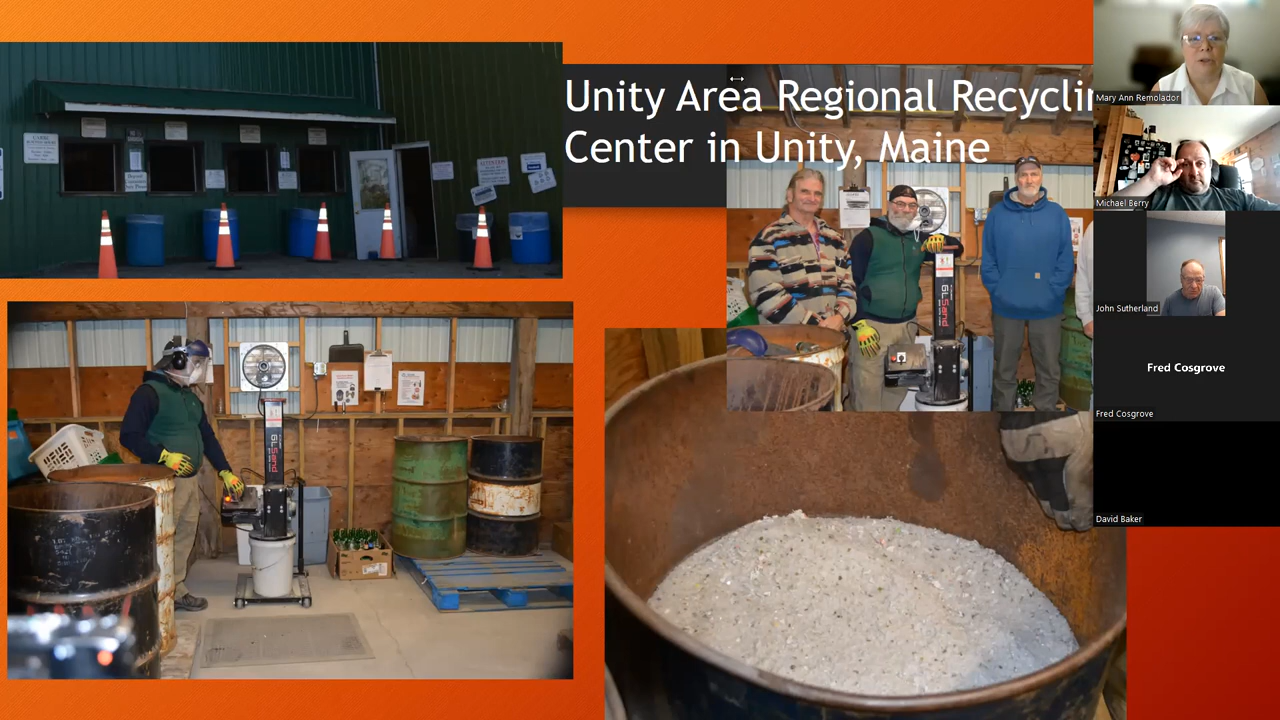 Unity Area Regional Recyclin
Center in Unity, Maine
GLSand
GLSand
Mary Ann Remolador
Michael Berry
John Sutherland
Fred Cosgrove
Fred Cosgrove
David Baker